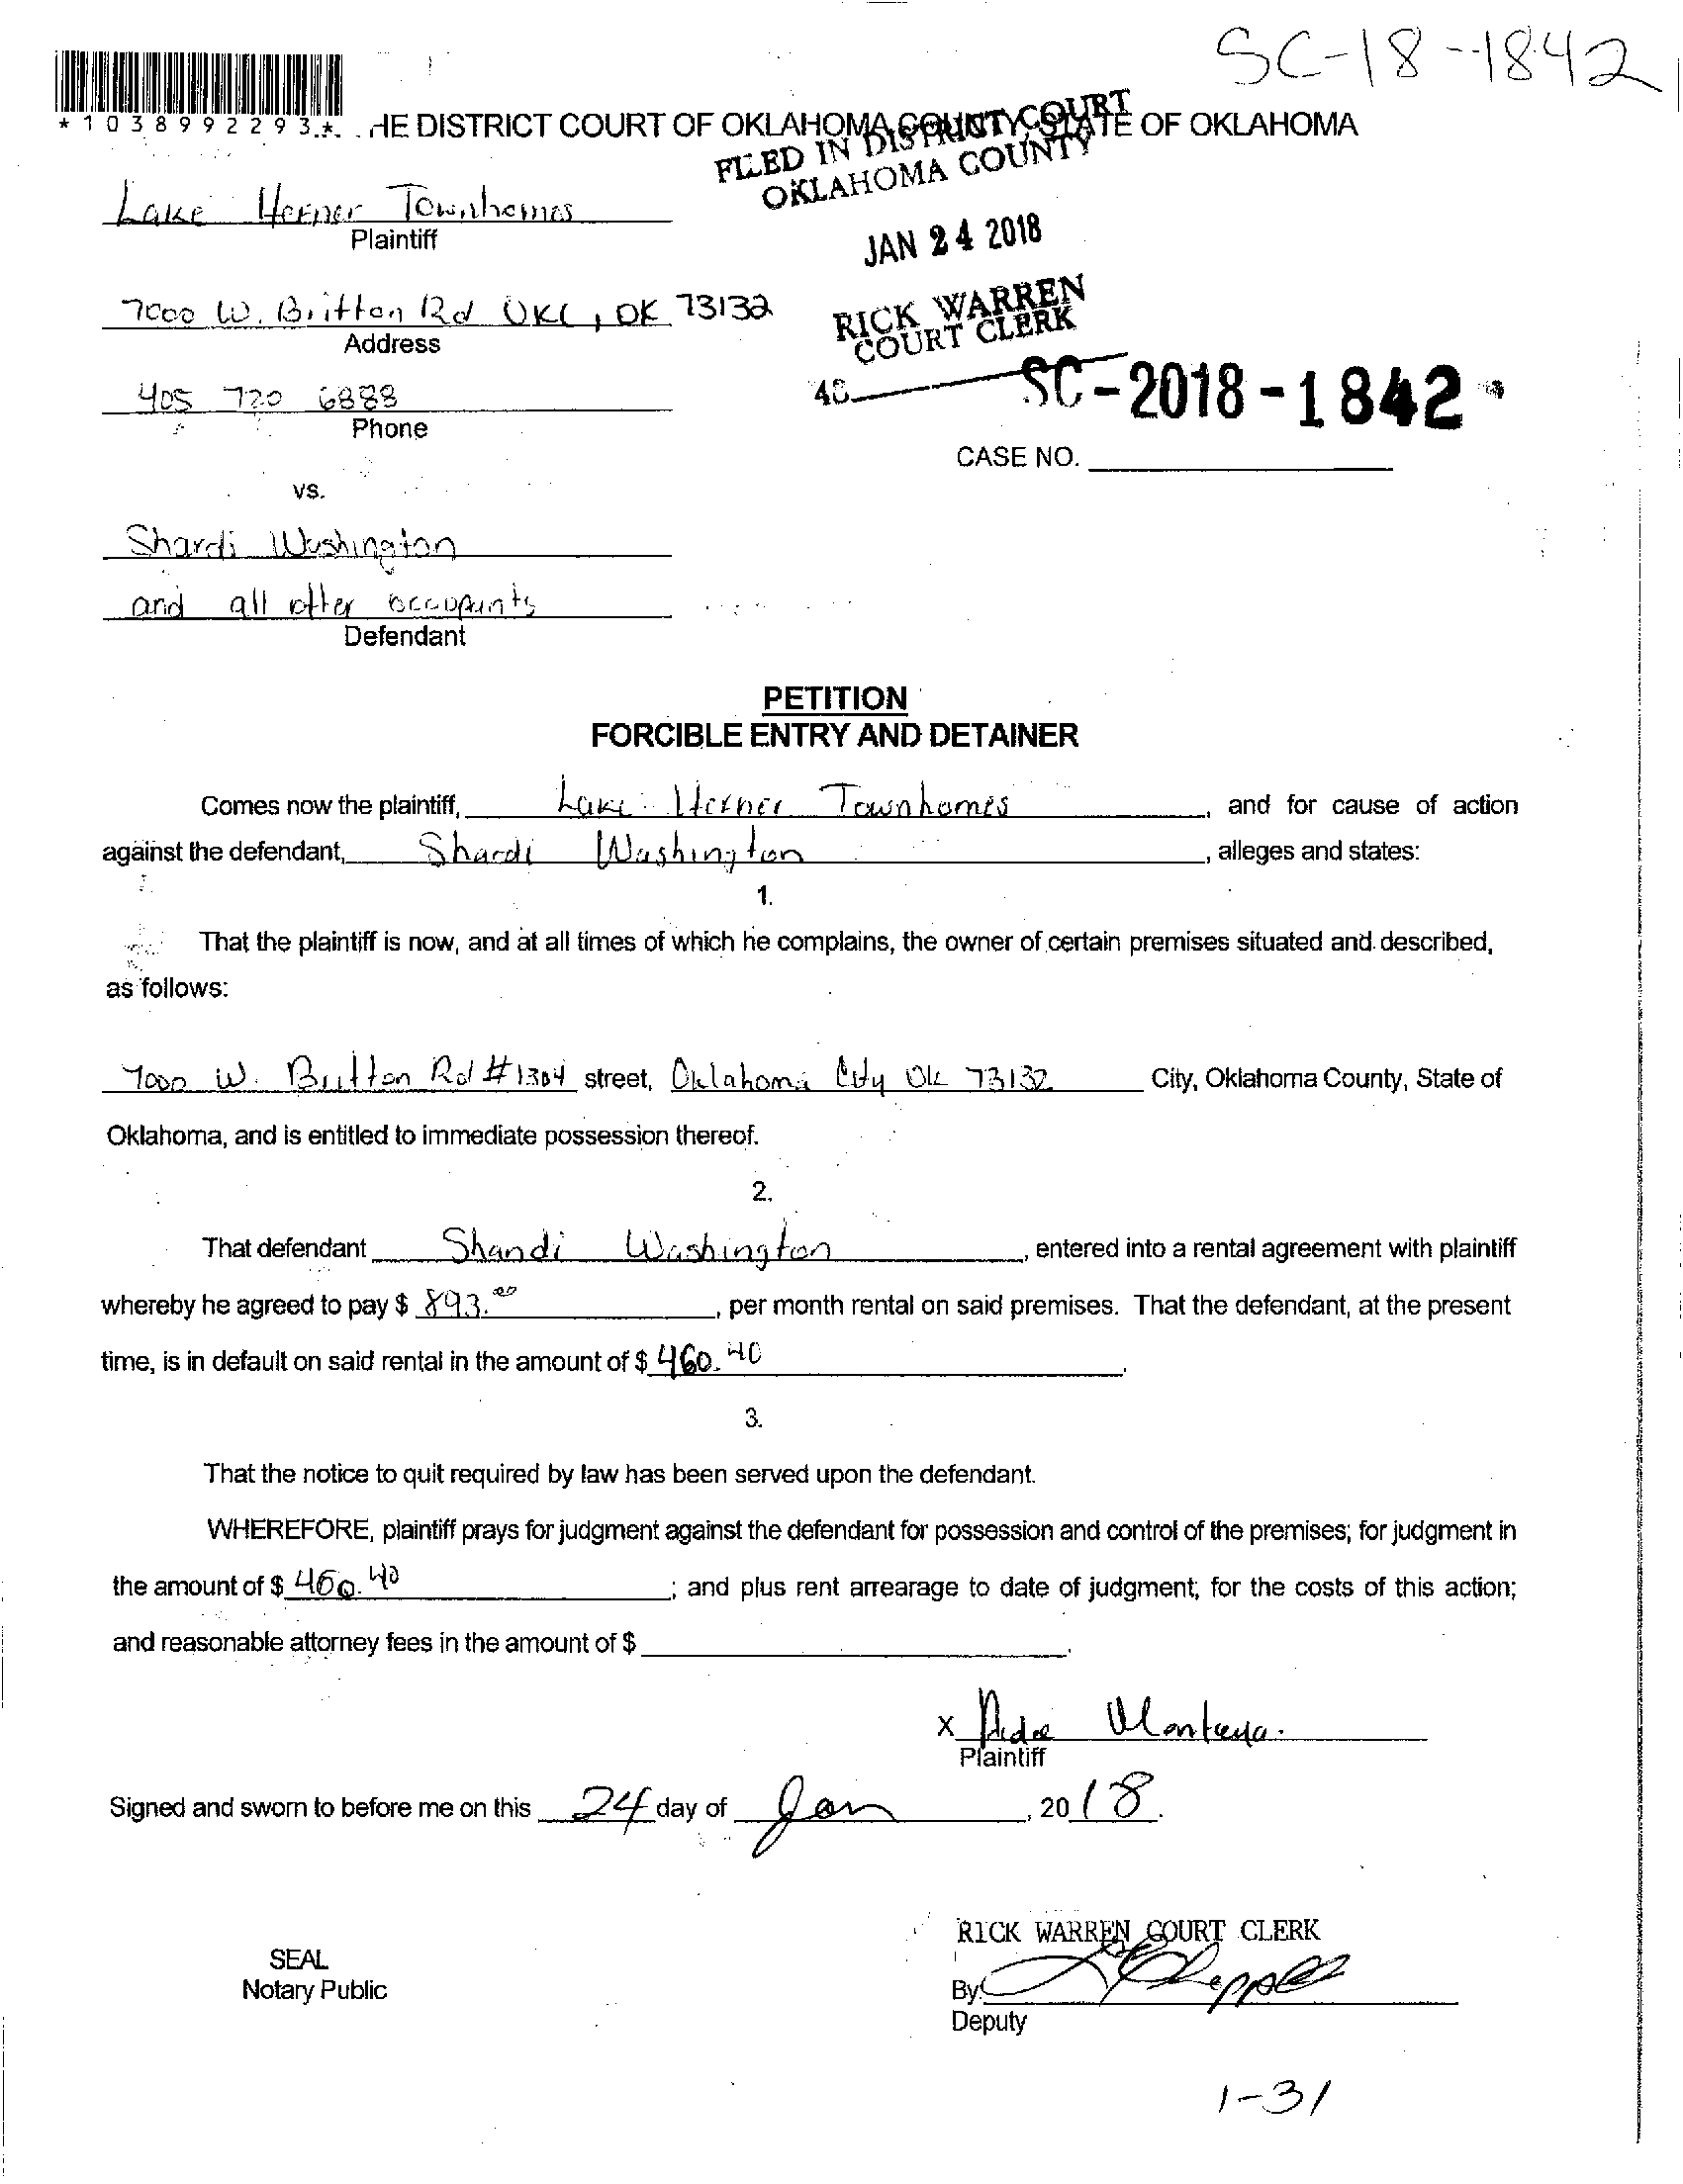 SC-18-1842
*1038992293* HE DISTRICT COURT OF OKLAHOMA COUNTY, STATE OF OKLAHOMA
FILED IN DISTRICT COURT
OKLAHOMA COUNTY
Lake Hefner Townhomes
Plaintiff
JAN 24 2018
7000 W. Britton Rd OKC, OK 73132
Address
RICK WARREN
COURT CLERK
405 720 6888
Phone
SC-2018-1842
CASE NO.
vs.
Shardi Washington
and all other occupants
Defendant
PETITION
FORCIBLE ENTRY AND DETAINER
Comes now the plaintiff, Lake Hefner Townhomes, and for cause of action
against the defendant, Shardi Washington, alleges and states:
1.
That the plaintiff is now, and at all times of which he complains, the owner of certain premises situated and described,
as follows:
7000 W. Britton Rd #1304 street, Oklahoma City Ok 73132 City, Oklahoma County, State of
Oklahoma, and is entitled to immediate possession thereof.
2.
That defendant Shandi Washington, entered into a rental agreement with plaintiff
whereby he agreed to pay $ 893.00, per month rental on said premises. That the defendant, at the present
time, is in default on said rental in the amount of $ 460.40.
3.
That the notice to quit required by law has been served upon the defendant.
WHEREFORE, plaintiff prays for judgment against the defendant for possession and control of the premises; for judgment in
the amount of $ 460.40; and plus rent arrearage to date of judgment; for the costs of this action;
and reasonable attorney fees in the amount of $.
x
Plaintiff
Signed and sworn to before me on this 24 day of Jan, 2018.
RICK WARREN COURT CLERK
SEAL
Notary Public
By:
Deputy
1-31